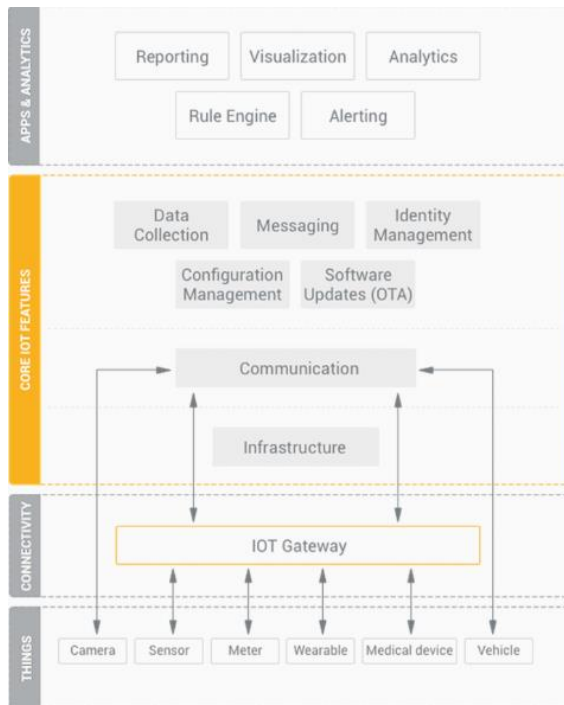 APPS & ANALYTICS
Reporting
Visualization
Analytics
Rule Engine
Alerting
CORE IOT FEATURES
Data
Collection
Messaging
Identity
Management
Configuration
Management
Software
Updates (OTA)
Communication
Infrastructure
CONNECTIVITY
IOT Gateway
THINGS
Camera
Sensor
Meter
Wearable
Medical device
Vehicle